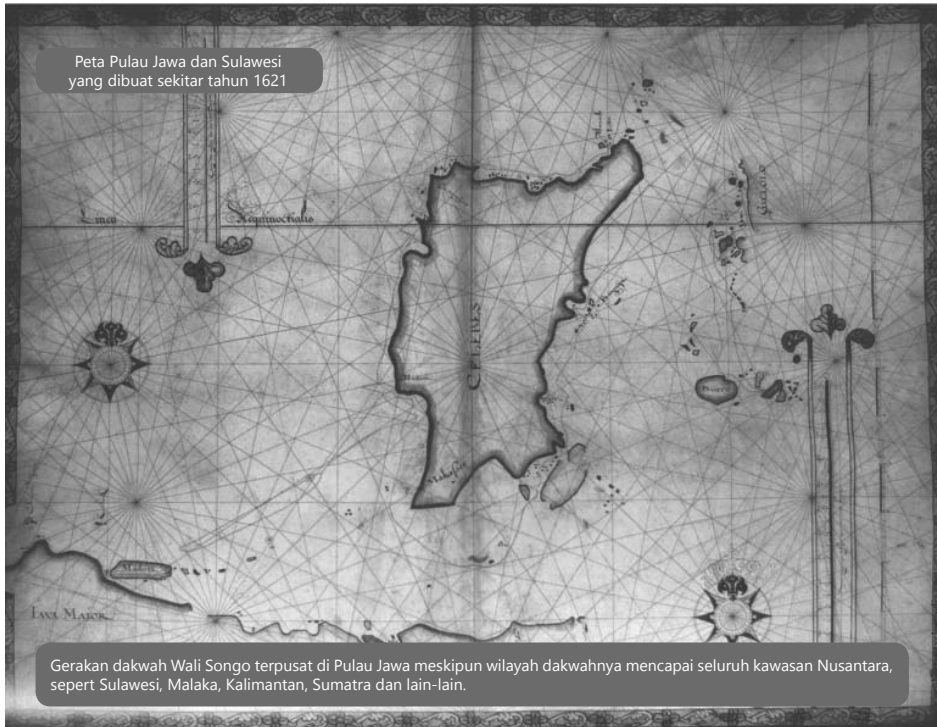 Peta Pulau Jawa dan Sulawesi
yang dibuat sekitar tahun 1621
Aequinoctialis
CELEBES
IAVA MAIOR
Gerakan dakwah Wali Songo terpusat di Pulau Jawa meskipun wilayah dakwahnya mencapai seluruh kawasan Nusantara,
sepert Sulawesi, Malaka, Kalimantan, Sumatra dan lain-lain.